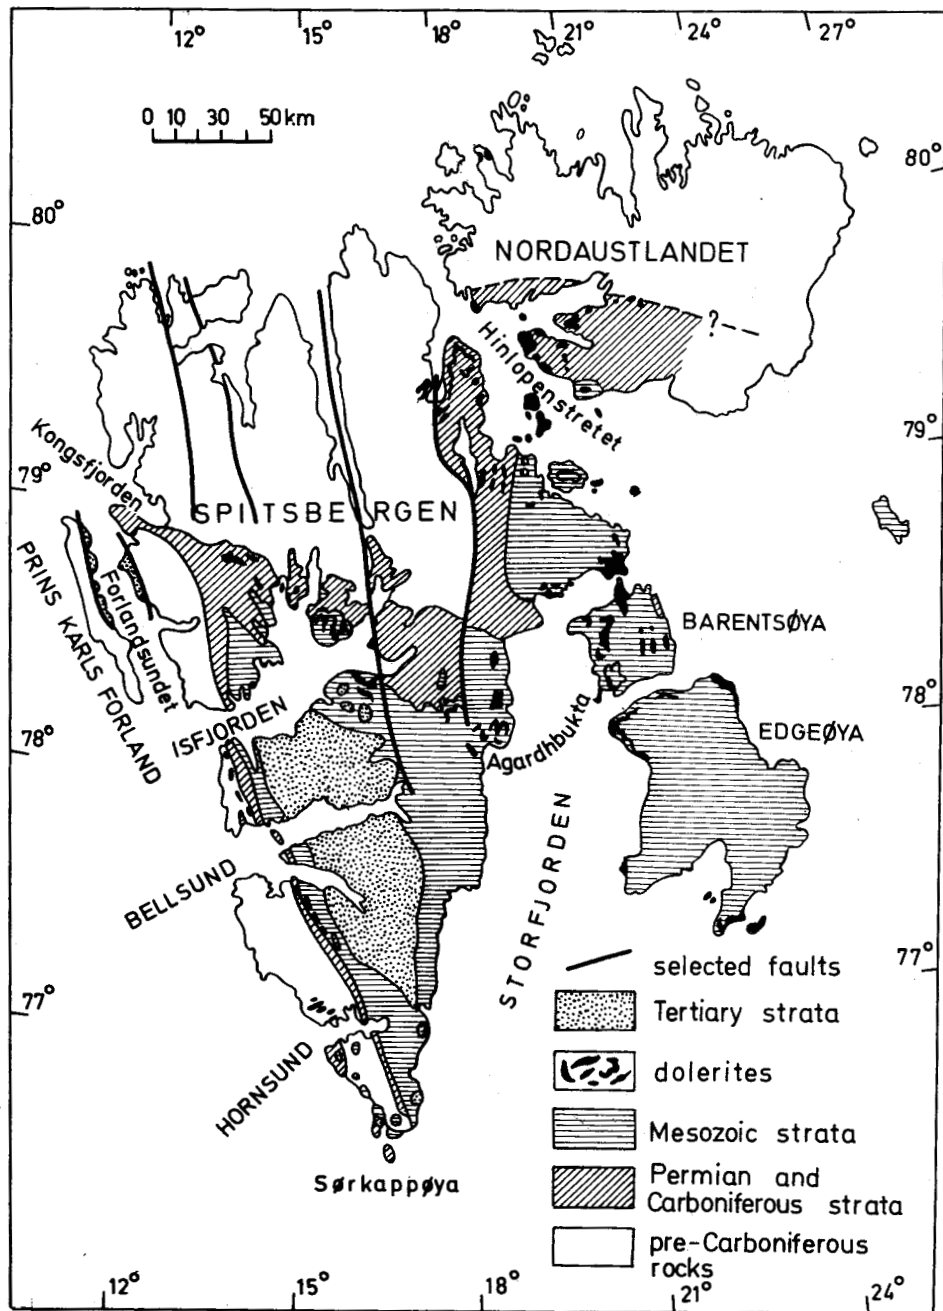 12° 15° 18° 21° 24° 27°
0 10 30 50 km
80°
80°
NORDAUSTLANDET
?
Hinlopenstretet
79°
Kongsfjorden
79°
SPITSBERGEN
PRINS KARLS FORLAND
Forlandsundet
BARENTSØYA
ISFJORDEN
78°
Agardhbukta
EDGEØYA
78°
BELLSUND
STORFJORDEN
77°
selected faults
77°
Tertiary strata
HORNSUND
dolerites
Mesozoic strata
Sørkappøya
Permian and
Carboniferous strata
pre-Carboniferous
rocks
12° 15° 18° 21° 24°